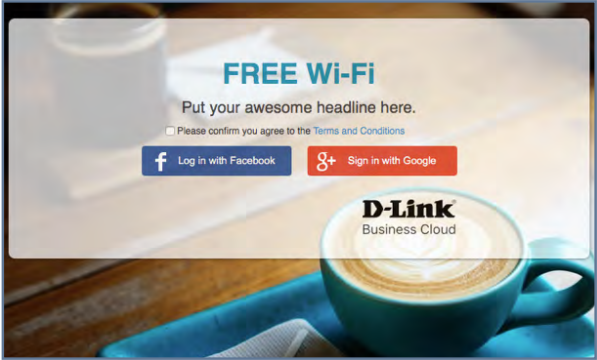 FREE Wi-Fi
Put your awesome headline here.
Please confirm you agree to the Terms and Conditions
f Log in with Facebook
g+ Sign in with Google
D-Link
Business Cloud